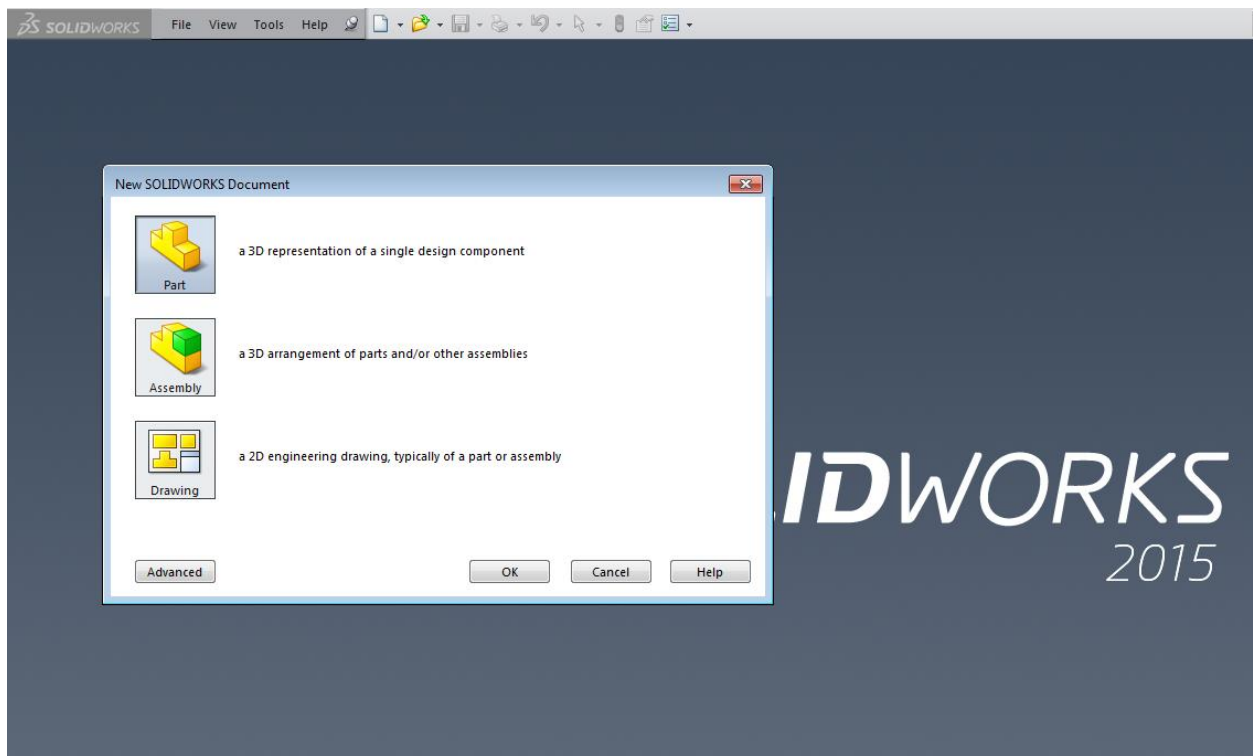 SOLIDWORKS File View Tools Help
New SOLIDWORKS Document
Part
a 3D representation of a single design component
Assembly
a 3D arrangement of parts and/or other assemblies
Drawing
a 2D engineering drawing, typically of a part or assembly
Advanced OK Cancel Help
IDWORKS
2015